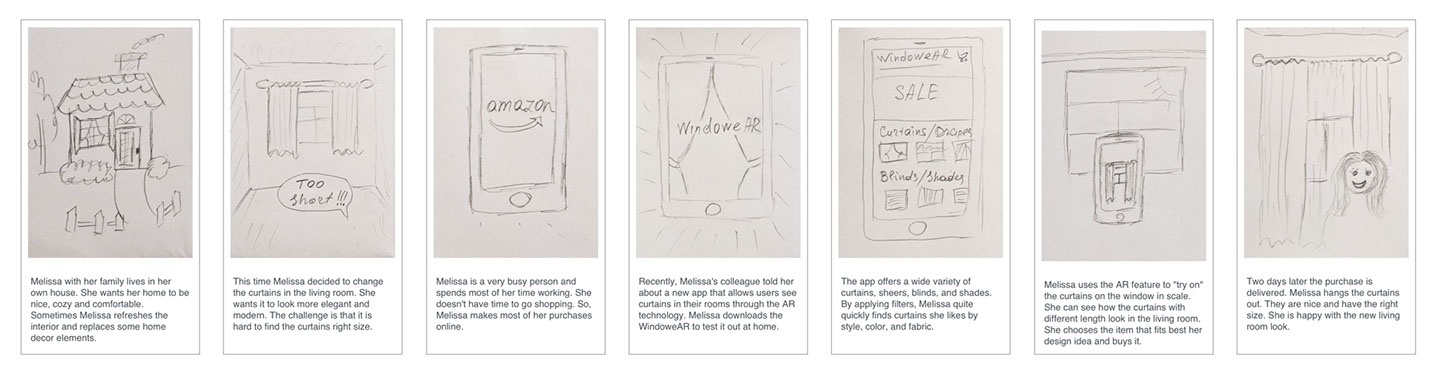 Melissa with her family lives in her
own house. She wants her home to be
nice, cozy and comfortable.
Sometimes Melissa refreshes the
interior and replaces some home
decor elements.
TOO
short!!!
This time Melissa decided to change
the curtains in the living room. She
wants it to look more elegant and
modern. The challenge is that it is
hard to find the curtains right size.
amazon
Melissa is a very busy person and
spends most of her time working. She
doesn't have time to go shopping. So,
Melissa makes most of her purchases
online.
WindoweAR
Recently, Melissa's colleague told her
about a new app that allows users see
curtains in their rooms through the AR
technology. Melissa downloads the
WindoweAR to test it out at home.
WindoweAR
SALE
Curtains/Drapes
Blinds/Shades
The app offers a wide variety of
curtains, sheers, blinds, and shades.
By applying filters, Melissa quite
quickly finds curtains she likes by
style, color, and fabric.
Melissa uses the AR feature to "try on"
the curtains on the window in scale.
She can see how the curtains with
different length look in the living room.
She chooses the item that fits best her
design idea and buys it.
Two days later the purchase is
delivered. Melissa hangs the curtains
out. They are nice and have the right
size. She is happy with the new living
room look.